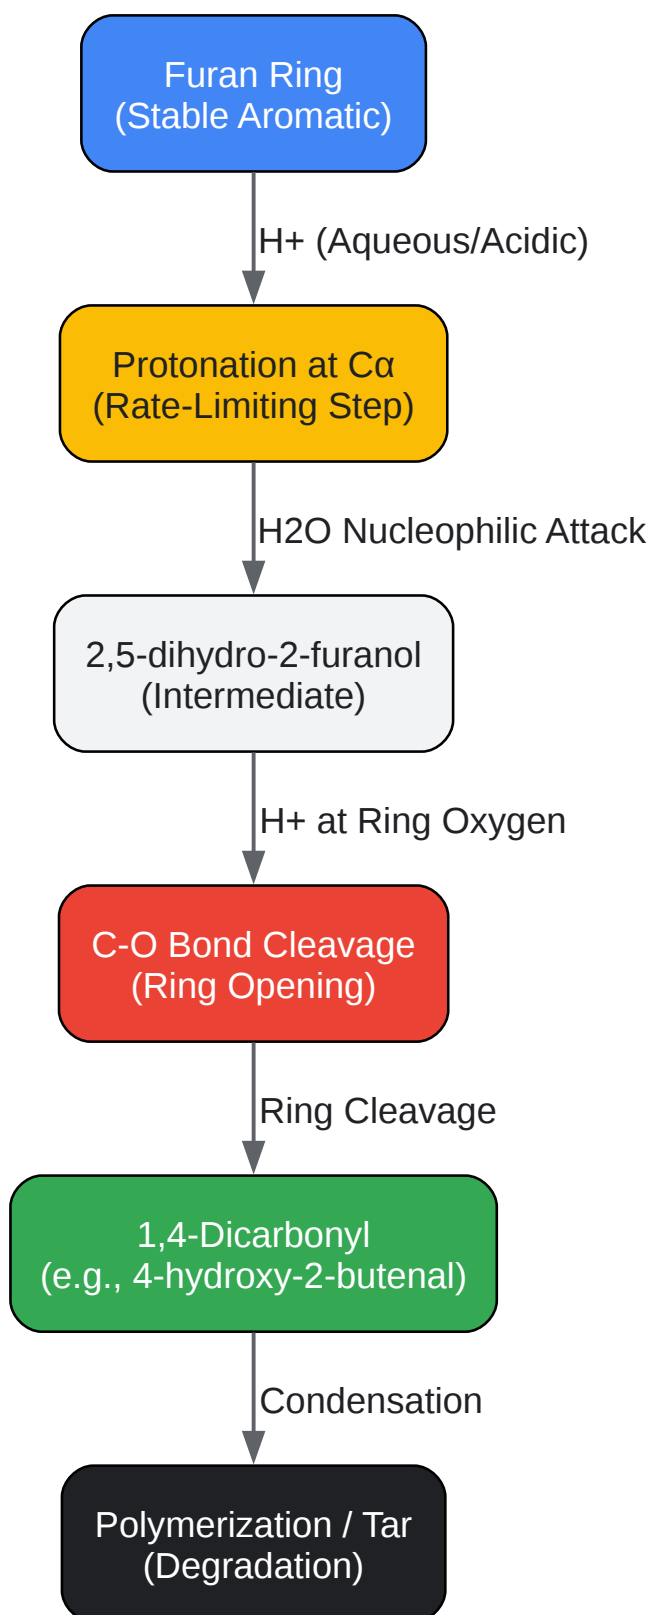 Furan Ring
(Stable Aromatic)
H+ (Aqueous/Acidic)
Protonation at Cα
(Rate-Limiting Step)
H2O Nucleophilic Attack
2,5-dihydro-2-furanol
(Intermediate)
H+ at Ring Oxygen
C-O Bond Cleavage
(Ring Opening)
Ring Cleavage
1,4-Dicarbonyl
(e.g., 4-hydroxy-2-butenal)
Condensation
Polymerization / Tar
(Degradation)